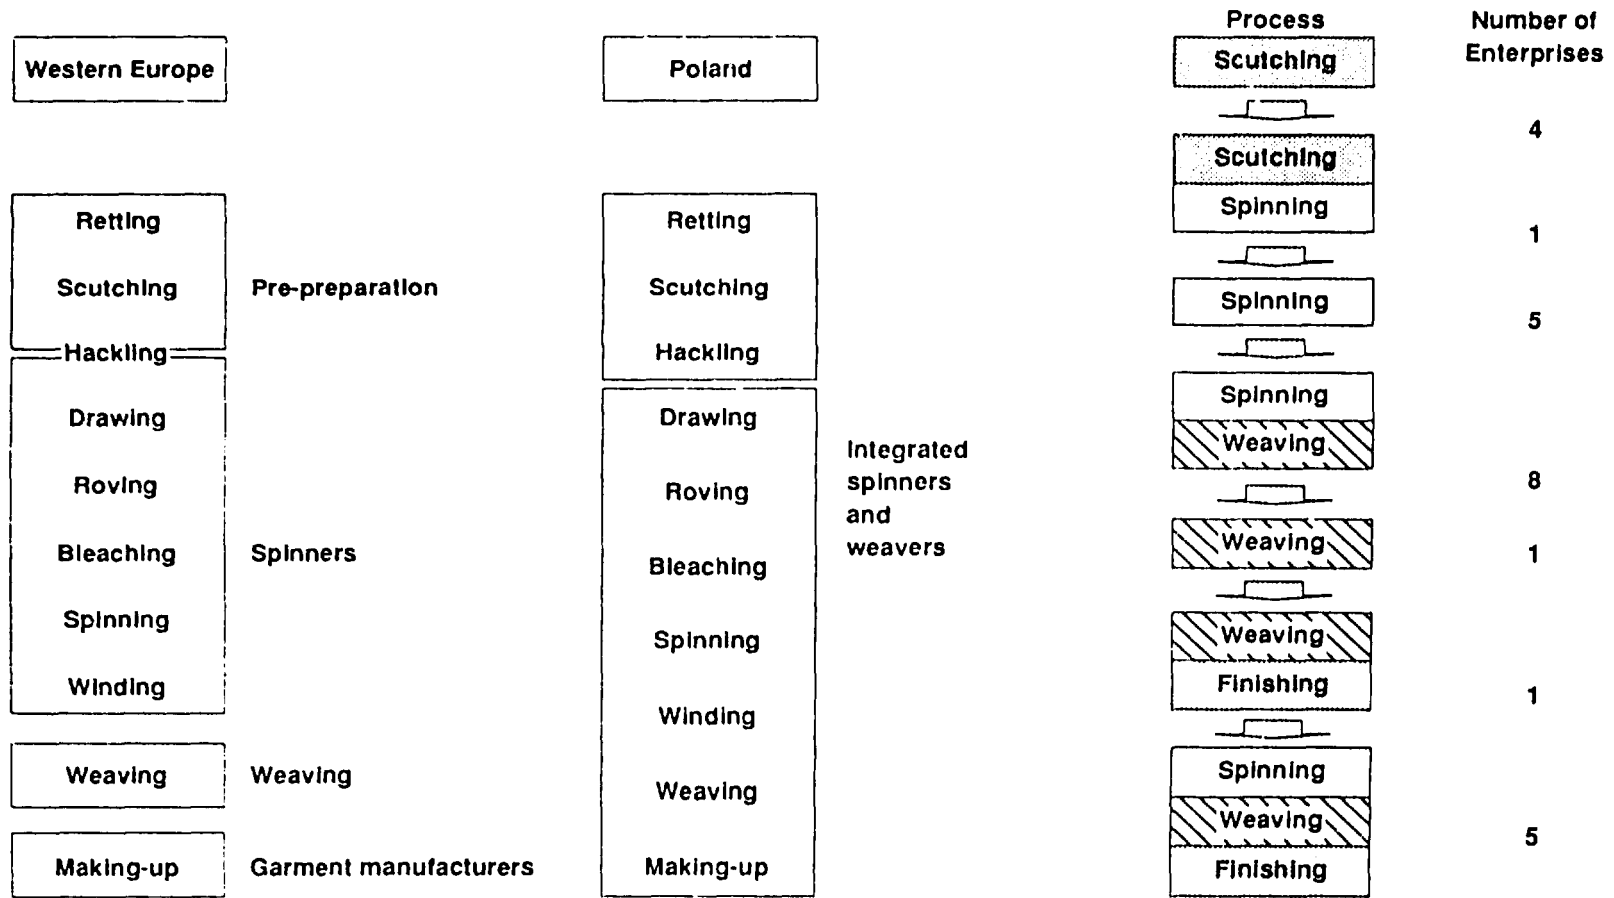 Western Europe
Retting
Scutching
Pre-preparation
Hackling
Drawing
Roving
Bleaching
Spinners
Spinning
Winding
Weaving
Weaving
Making-up
Garment manufacturers
Poland
Retting
Scutching
Hackling
Drawing
Roving
Bleaching
Spinning
Winding
Weaving
Making-up
Integrated
spinners
and
weavers
Process
Number of
Enterprises
Scutching
4
Scutching
Spinning
1
Spinning
5
Spinning
Weaving
8
Weaving
1
Weaving
Finishing
1
Spinning
Weaving
5
Finishing